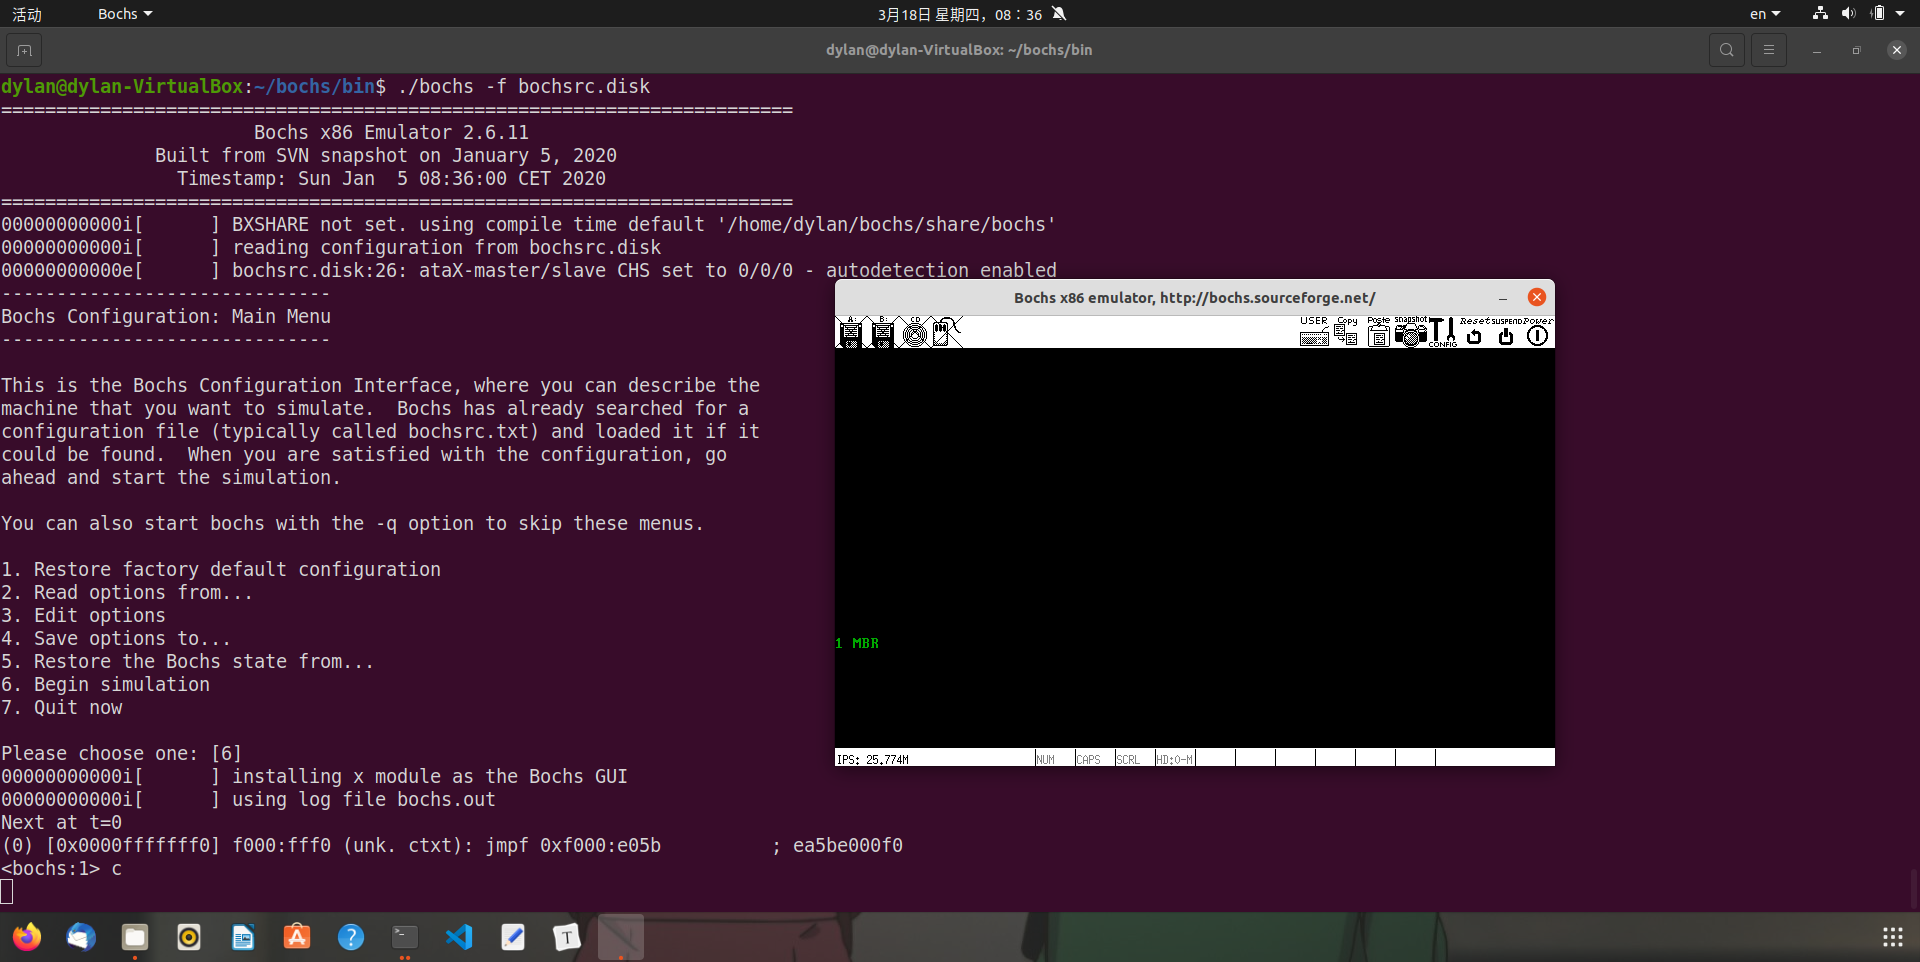 活动
Bochs
3月18日 星期四，08：36
en
dylan@dylan-VirtualBox: ~/bochs/bin
dylan@dylan-VirtualBox:~/bochs/bin$ ./bochs -f bochsrc.disk
========================================================================
Bochs x86 Emulator 2.6.11
Built from SVN snapshot on January 5, 2020
Timestamp: Sun Jan  5 08:36:00 CET 2020
========================================================================
00000000000i[      ] BXSHARE not set. using compile time default '/home/dylan/bochs/share/bochs'
00000000000i[      ] reading configuration from bochsrc.disk
00000000000e[      ] bochsrc.disk:26: ataX-master/slave CHS set to 0/0/0 - autodetection enabled
------------------------------
Bochs Configuration: Main Menu
------------------------------
This is the Bochs Configuration Interface, where you can describe the
machine that you want to simulate.  Bochs has already searched for a
configuration file (typically called bochsrc.txt) and loaded it if it
could be found.  When you are satisfied with the configuration, go
ahead and start the simulation.
You can also start bochs with the -q option to skip these menus.
1. Restore factory default configuration
2. Read options from...
3. Edit options
4. Save options to...
5. Restore the Bochs state from...
6. Begin simulation
7. Quit now
Please choose one: [6]
00000000000i[      ] installing x module as the Bochs GUI
00000000000i[      ] using log file bochs.out
Next at t=0
(0) [0x0000fffffff0] f000:fff0 (unk. ctxt): jmpf 0xf000:e05b          ; ea5be000f0
<bochs:1> c
Bochs x86 emulator, http://bochs.sourceforge.net/
A: B: CD USER Copy Paste snapshot CONFIG Reset SUSPEND Power
1 MBR
IPS: 25.774M NUM CAPS SCRL HD:0-M